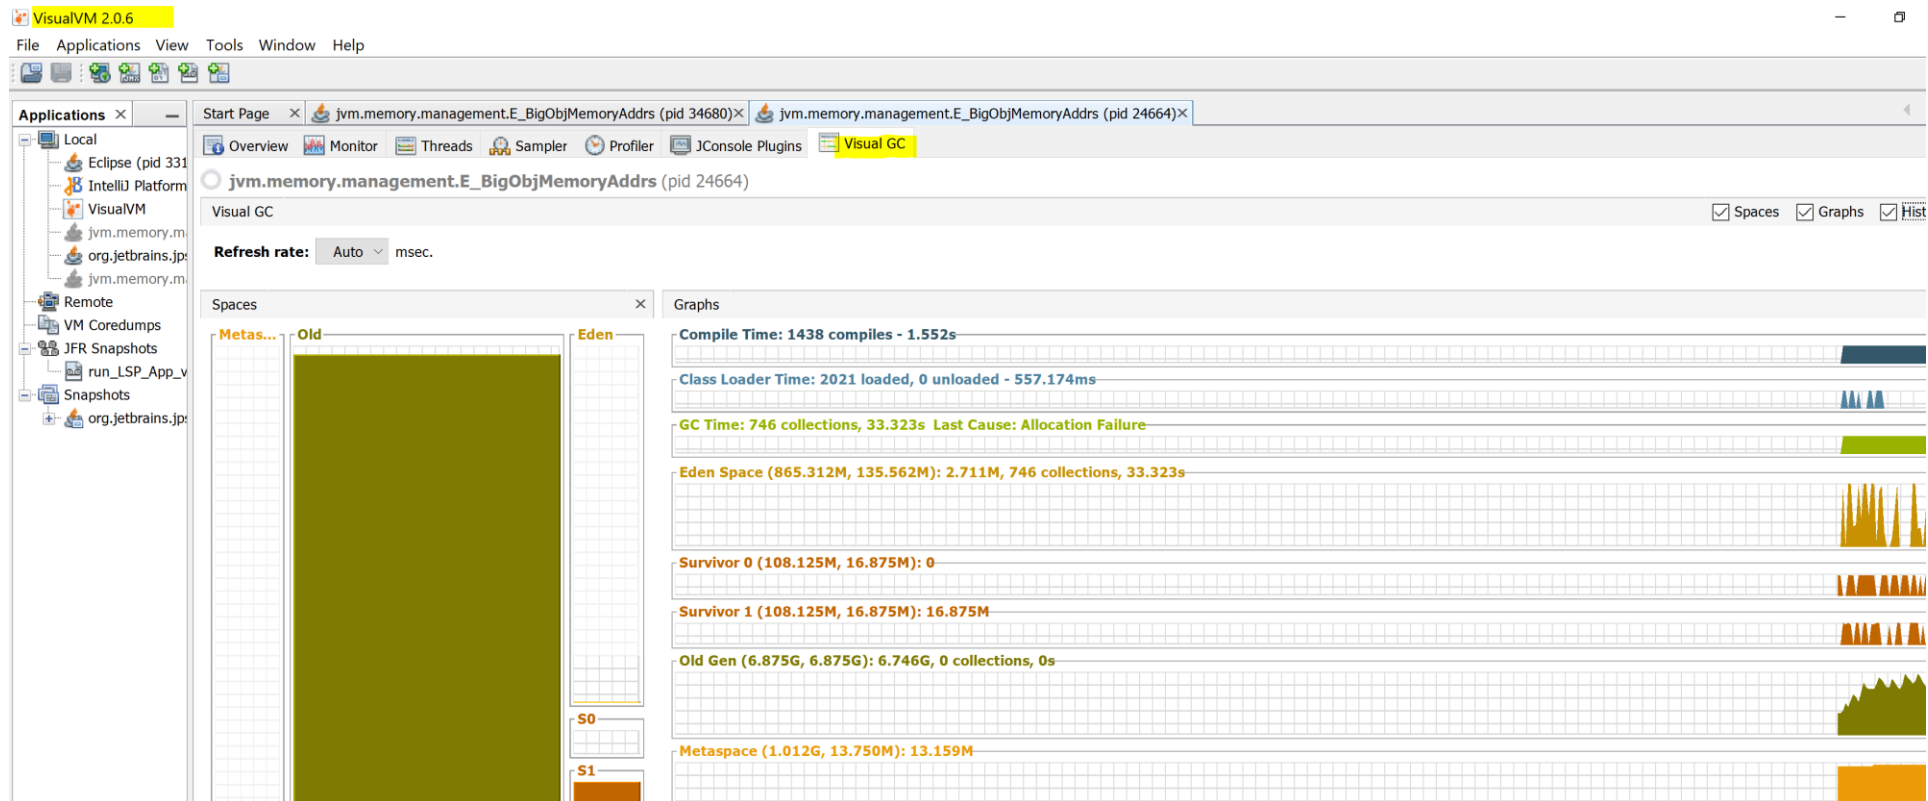 VisualVM 2.0.6
File Applications View Tools Window Help
Applications
Start Page
jvm.memory.management.E_BigObjMemoryAddrs (pid 34680)
jvm.memory.management.E_BigObjMemoryAddrs (pid 24664)
Local
Eclipse (pid 331
IntelliJ Platform
VisualVM
jvm.memory.m
org.jetbrains.jps
jvm.memory.m
Remote
VM Coredumps
JFR Snapshots
run_LSP_App_v
Snapshots
org.jetbrains.jps
Overview Monitor Threads Sampler Profiler JConsole Plugins Visual GC
jvm.memory.management.E_BigObjMemoryAddrs (pid 24664)
Visual GC
Spaces Graphs Hist
Refresh rate: Auto msec.
Spaces
Metas...
Old
Eden
S0
S1
Graphs
Compile Time: 1438 compiles - 1.552s
Class Loader Time: 2021 loaded, 0 unloaded - 557.174ms
GC Time: 746 collections, 33.323s Last Cause: Allocation Failure
Eden Space (865.312M, 135.562M): 2.711M, 746 collections, 33.323s
Survivor 0 (108.125M, 16.875M): 0
Survivor 1 (108.125M, 16.875M): 16.875M
Old Gen (6.875G, 6.875G): 6.746G, 0 collections, 0s
Metaspace (1.012G, 13.750M): 13.159M